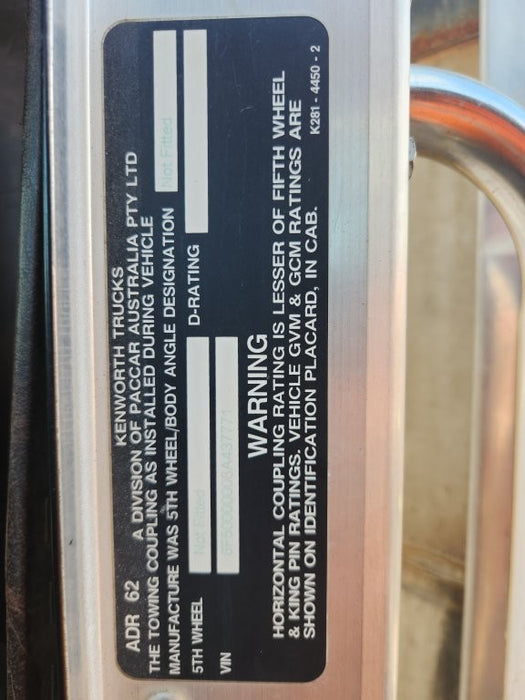 KENWORTH TRUCKS
ADR 62 A DIVISION OF PACCAR AUSTRALIA PTY LTD
THE TOWING COUPLING AS INSTALLED DURING VEHICLE
MANUFACTURE WAS 5TH WHEEL/BODY ANGLE DESIGNATION Not Fitted
5TH WHEEL Not Fitted D-RATING
VIN
WARNING
HORIZONTAL COUPLING RATING IS LESSER OF FIFTH WHEEL
& KING PIN RATINGS. VEHICLE GVM & GCM RATINGS ARE
SHOWN ON IDENTIFICATION PLACARD, IN CAB.
K281 - 4450 - 2